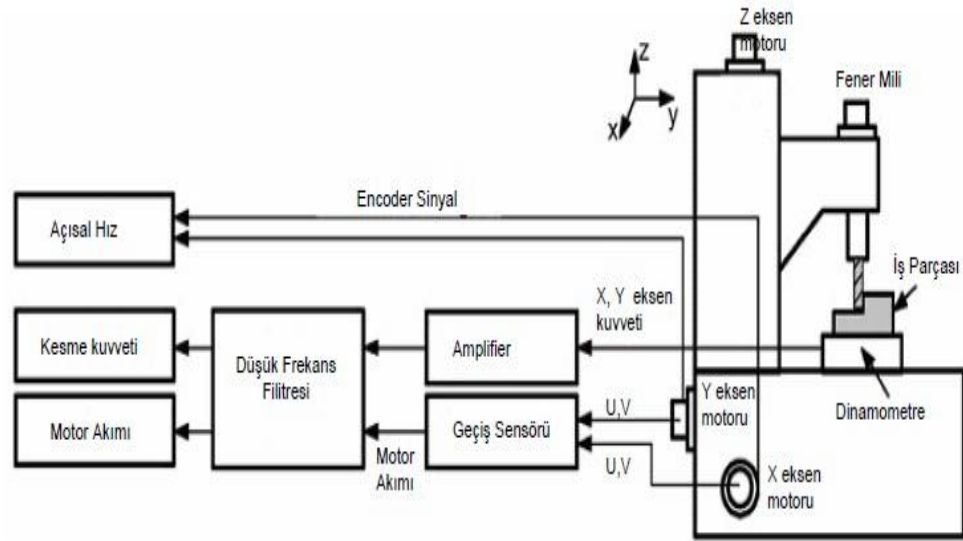 Z eksen
motoru
Fener Mili
z
y
x
Encoder Sinyal
Açısal Hız
İş Parçası
X, Y eksen
kuvveti
Kesme kuvveti
Düşük Frekans
Filitresi
Amplifier
Y eksen
motoru
Dinamometre
Motor Akımı
Motor
Akımı
Geçiş Sensörü
U,V
U,V
X eksen
motoru